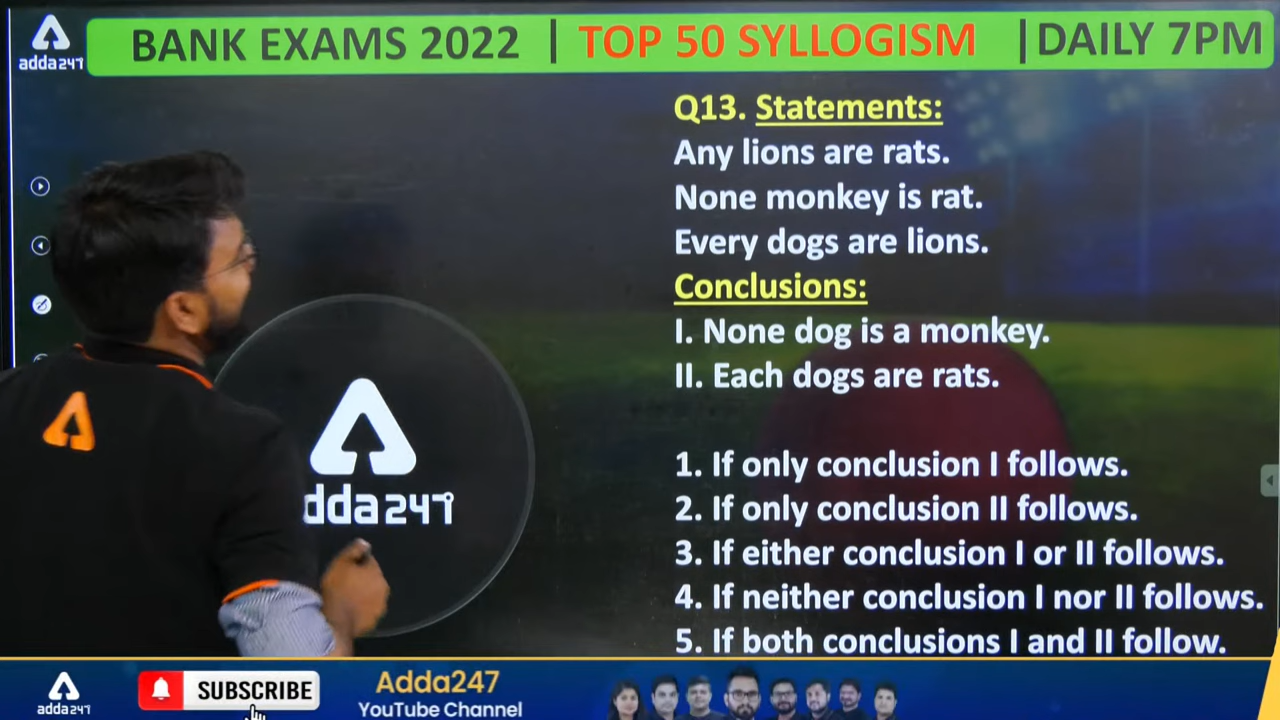 adda247
BANK EXAMS 2022 | TOP 50 SYLLOGISM | DAILY 7PM
Q13. Statements:
Any lions are rats.
None monkey is rat.
Every dogs are lions.
Conclusions:
I. None dog is a monkey.
II. Each dogs are rats.
1. If only conclusion I follows.
2. If only conclusion II follows.
3. If either conclusion I or II follows.
4. If neither conclusion I nor II follows.
5. If both conclusions I and II follow.
dda247
adda247
SUBSCRIBE
Adda247
YouTube Channel